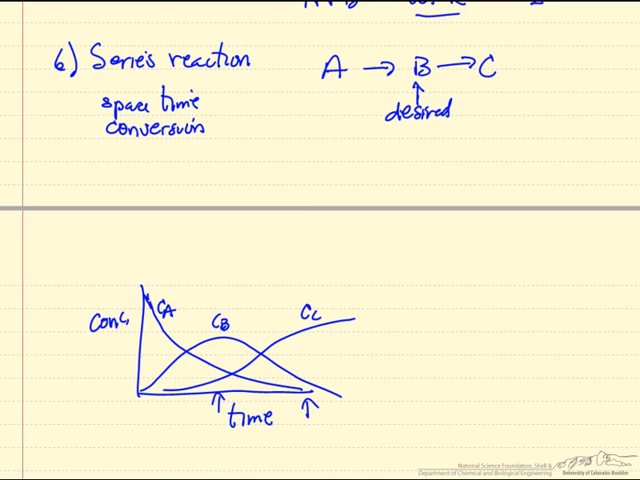 6) Series reaction
A → B → C
space time
conversion
desired
Conc.
CA
CB
CC
time
National Science Foundation, Shell &
Department of Chemical and Biological Engineering
University of Colorado Boulder